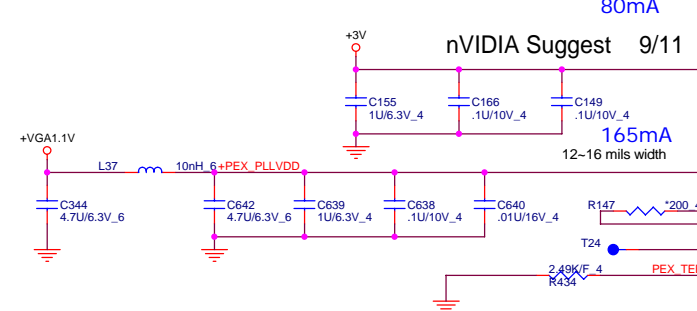 80mA
+3V
nVIDIA Suggest 9/11
C155
1U/6.3V_4
C166
.1U/10V_4
C149
.1U/10V_4
165mA
12~16 mils width
+VGA1.1V
L37
10nH_6
+PEX_PLLVDD
C344
4.7U/6.3V_6
C642
4.7U/6.3V_6
C639
1U/6.3V_4
C638
.1U/10V_4
C640
.01U/16V_4
R147
*200_4
T24
2.49K/F_4
R434
PEX_TE